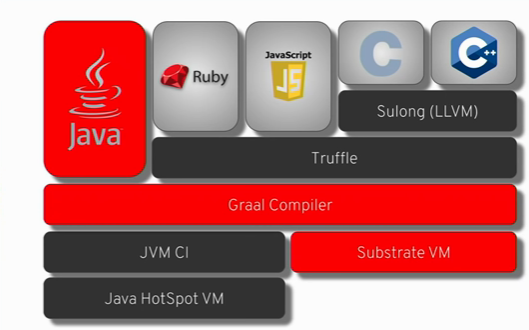 Java
Ruby
JavaScript
JS
C
C++
Sulong (LLVM)
Truffle
Graal Compiler
JVM CI
Substrate VM
Java HotSpot VM